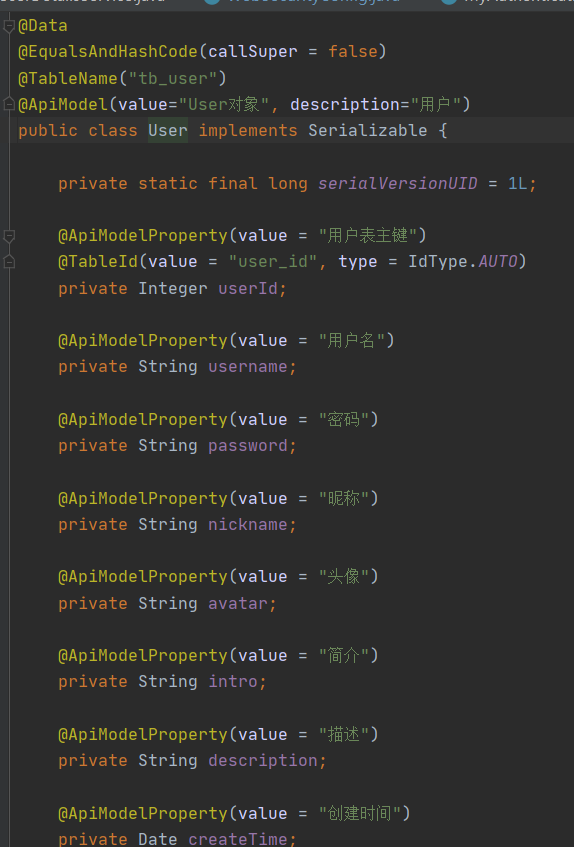 @Data
@EqualsAndHashCode(callSuper = false)
@TableName("tb_user")
@ApiModel(value="User对象", description="用户")
public class User implements Serializable {
private static final long serialVersionUID = 1L;
@ApiModelProperty(value = "用户表主键")
@TableId(value = "user_id", type = IdType.AUTO)
private Integer userId;
@ApiModelProperty(value = "用户名")
private String username;
@ApiModelProperty(value = "密码")
private String password;
@ApiModelProperty(value = "昵称")
private String nickname;
@ApiModelProperty(value = "头像")
private String avatar;
@ApiModelProperty(value = "简介")
private String intro;
@ApiModelProperty(value = "描述")
private String description;
@ApiModelProperty(value = "创建时间")
private Date createTime;